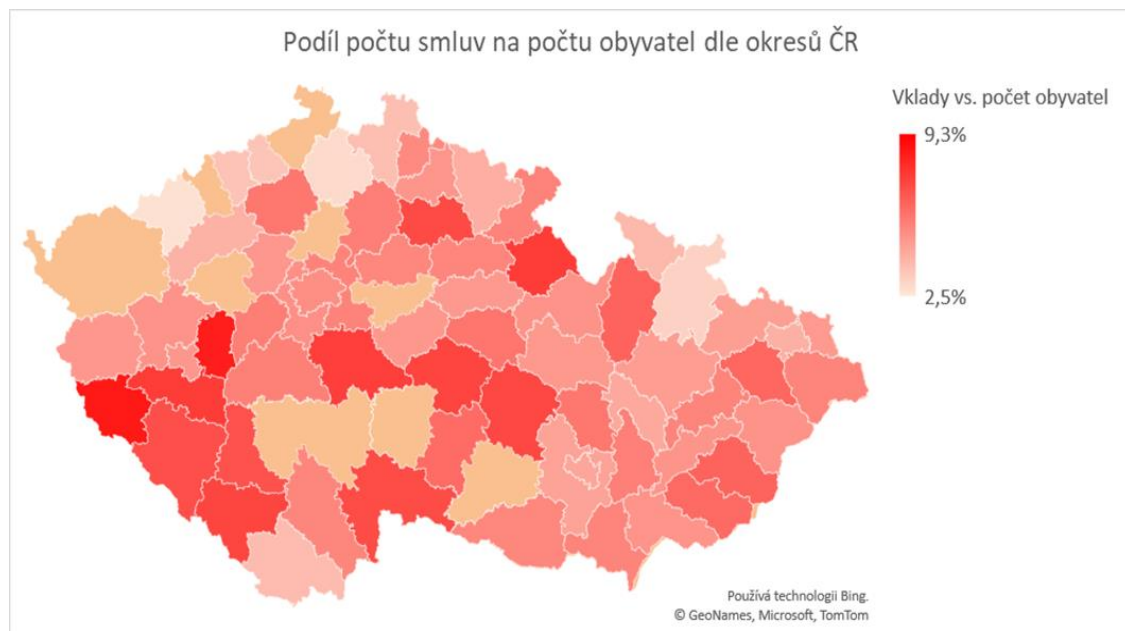 Podíl počtu smluv na počtu obyvatel dle okresů ČR
Vklady vs. počet obyvatel
9,3%
2,5%
Používá technologii Bing.
© GeoNames, Microsoft, TomTom